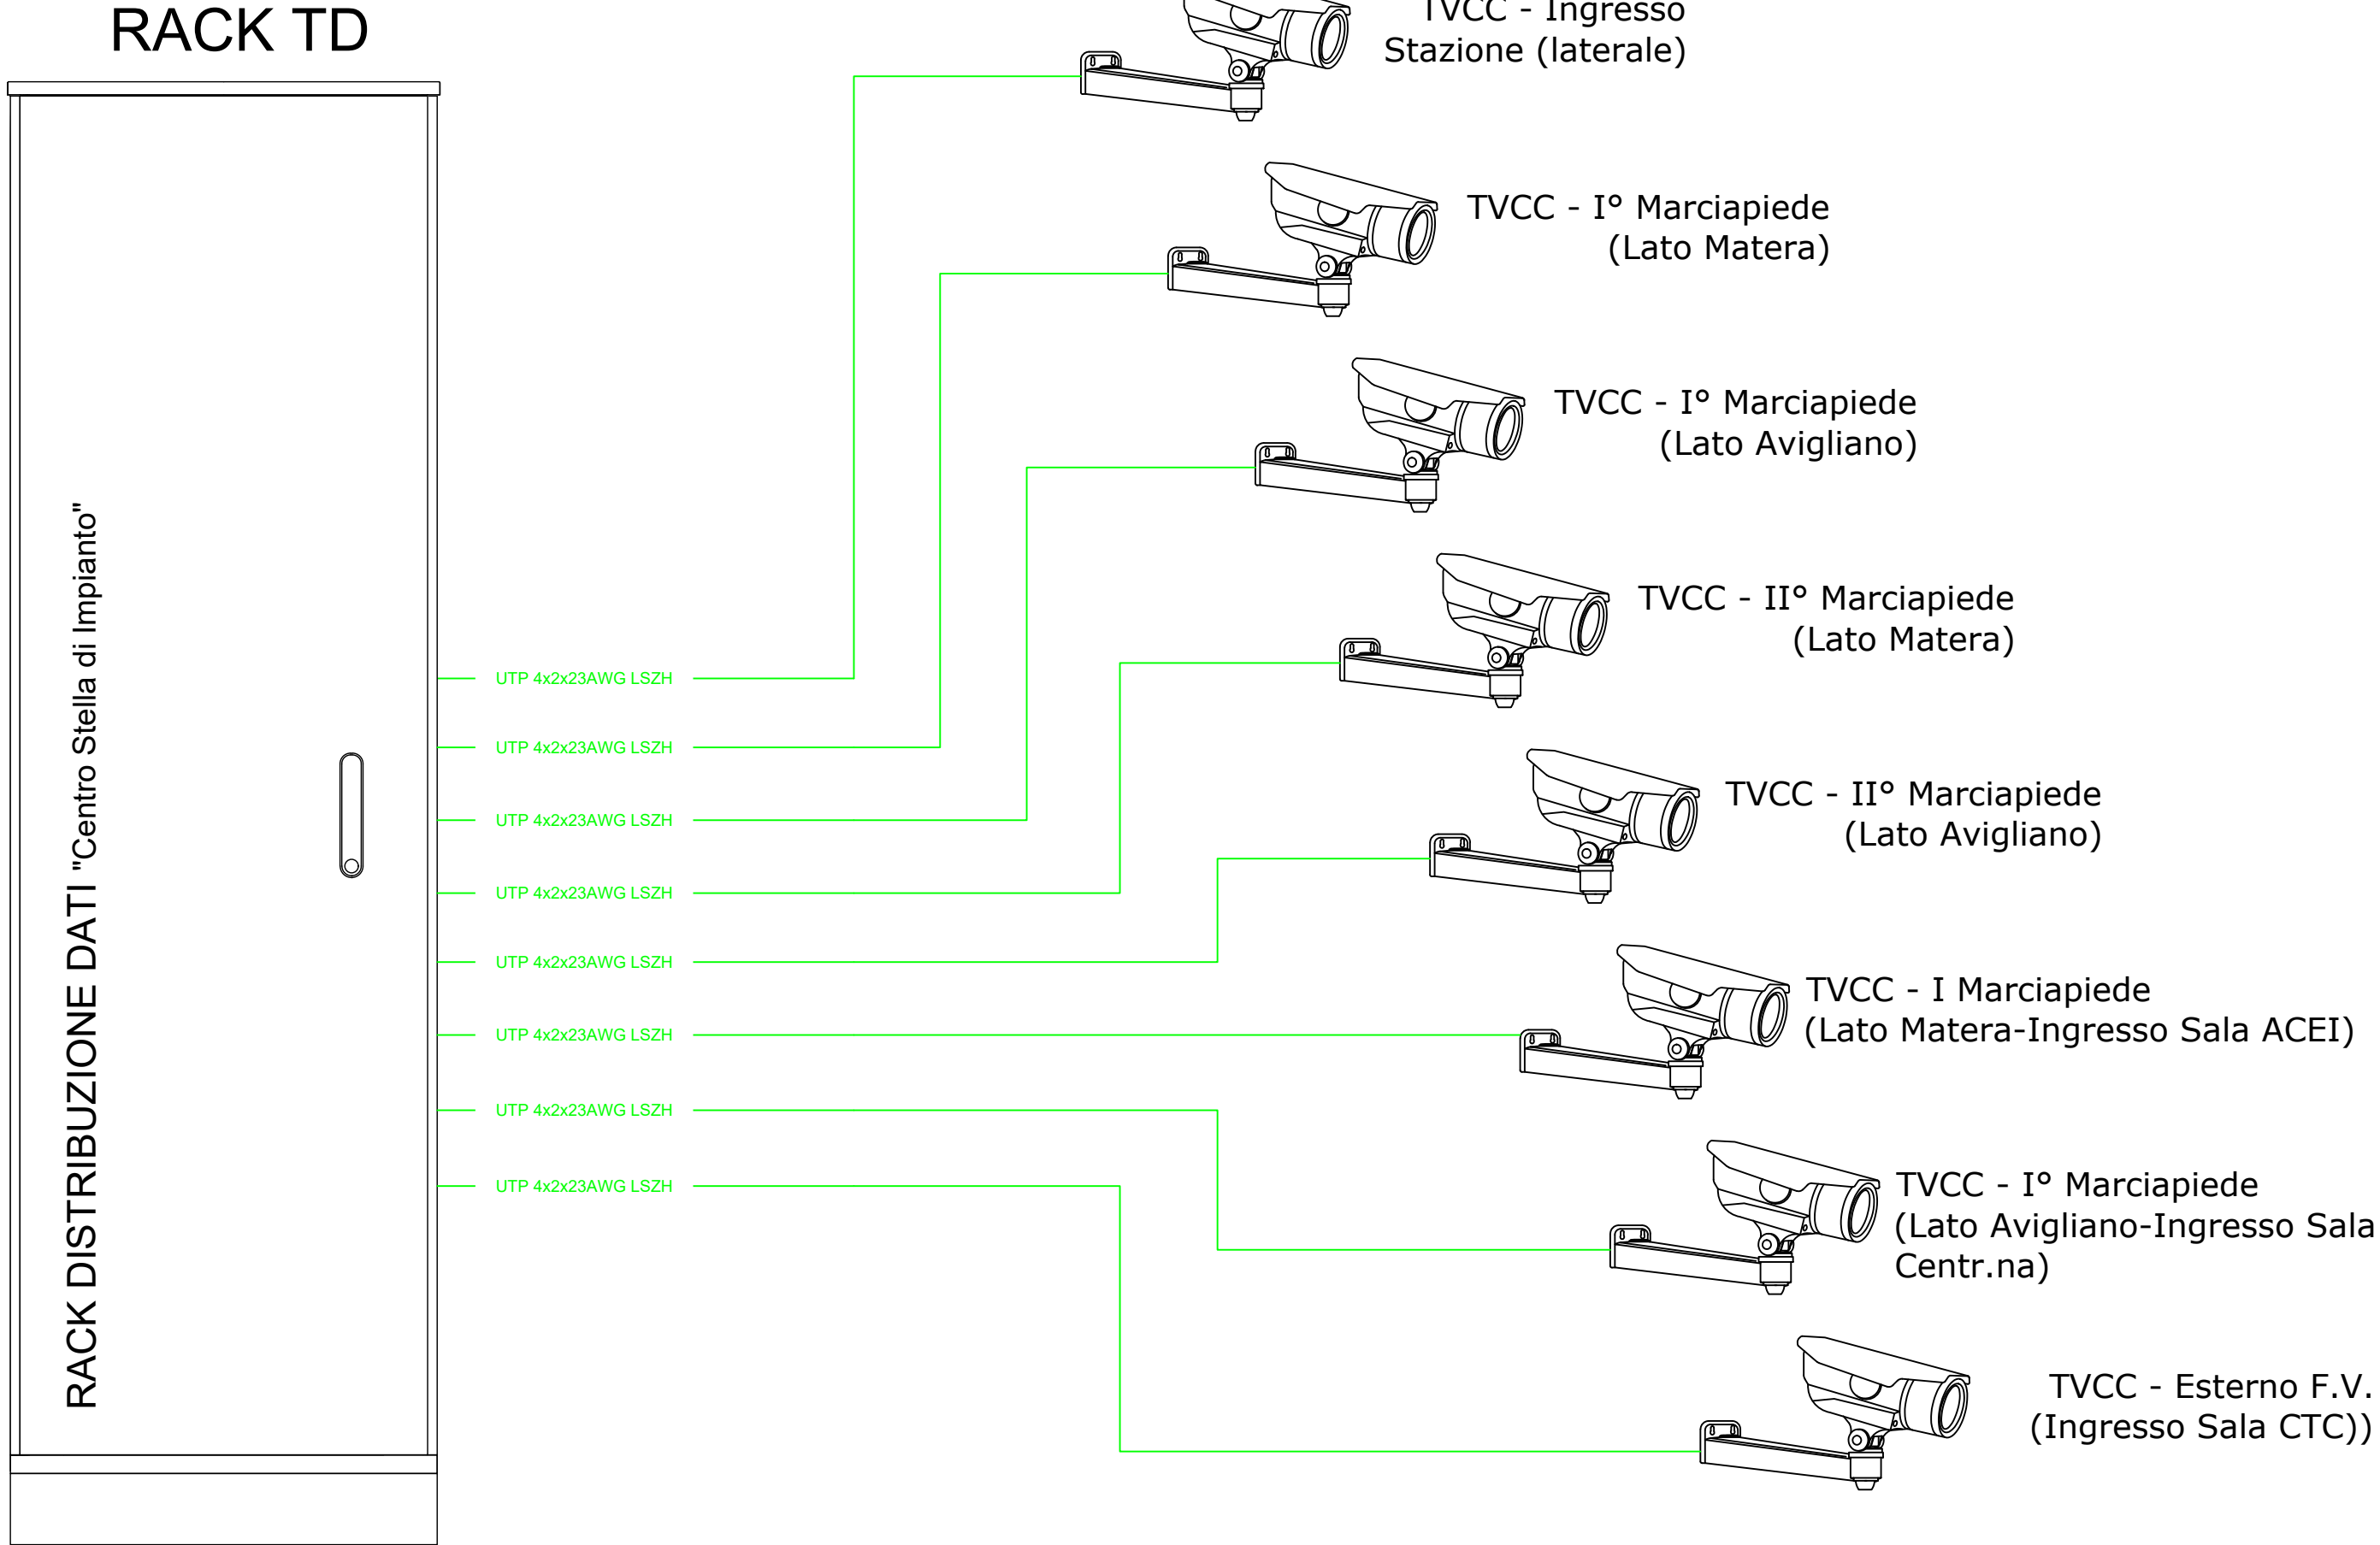 RACK TD
RACK DISTRIBUZIONE DATI "Centro Stella di Impianto"
TVCC - Ingresso
Stazione (laterale)
TVCC - I° Marciapiede
(Lato Matera)
TVCC - I° Marciapiede
(Lato Avigliano)
TVCC - II° Marciapiede
(Lato Matera)
TVCC - II° Marciapiede
(Lato Avigliano)
TVCC - I Marciapiede
(Lato Matera-Ingresso Sala ACEI)
TVCC - I° Marciapiede
(Lato Avigliano-Ingresso Sala
Centr.na)
TVCC - Esterno F.V.
(Ingresso Sala CTC))
UTP 4x2x23AWG LSZH
UTP 4x2x23AWG LSZH
UTP 4x2x23AWG LSZH
UTP 4x2x23AWG LSZH
UTP 4x2x23AWG LSZH
UTP 4x2x23AWG LSZH
UTP 4x2x23AWG LSZH
UTP 4x2x23AWG LSZH